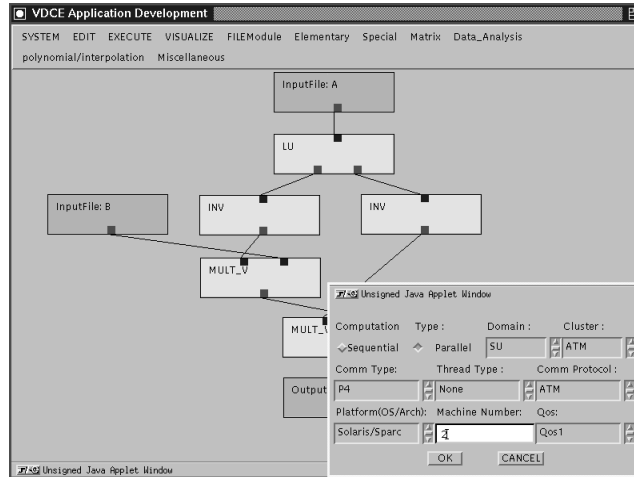 VDCE Application Development
SYSTEM EDIT EXECUTE VISUALIZE FILEModule Elementary Special Matrix Data_Analysis
polynomial/interpolation Miscellaneous
InputFile: A
LU
InputFile: B
INV
INV
MULT_V
MULT_V
Output
Unsigned Java Applet Window
Computation Type : Domain : Cluster :
Sequential Parallel SU ATM
Comm Type: Thread Type : Comm Protocol :
P4 None ATM
Platform(OS/Arch): Machine Number: Qos:
Solaris/Sparc 2 Qos1
OK CANCEL
Unsigned Java Applet Window